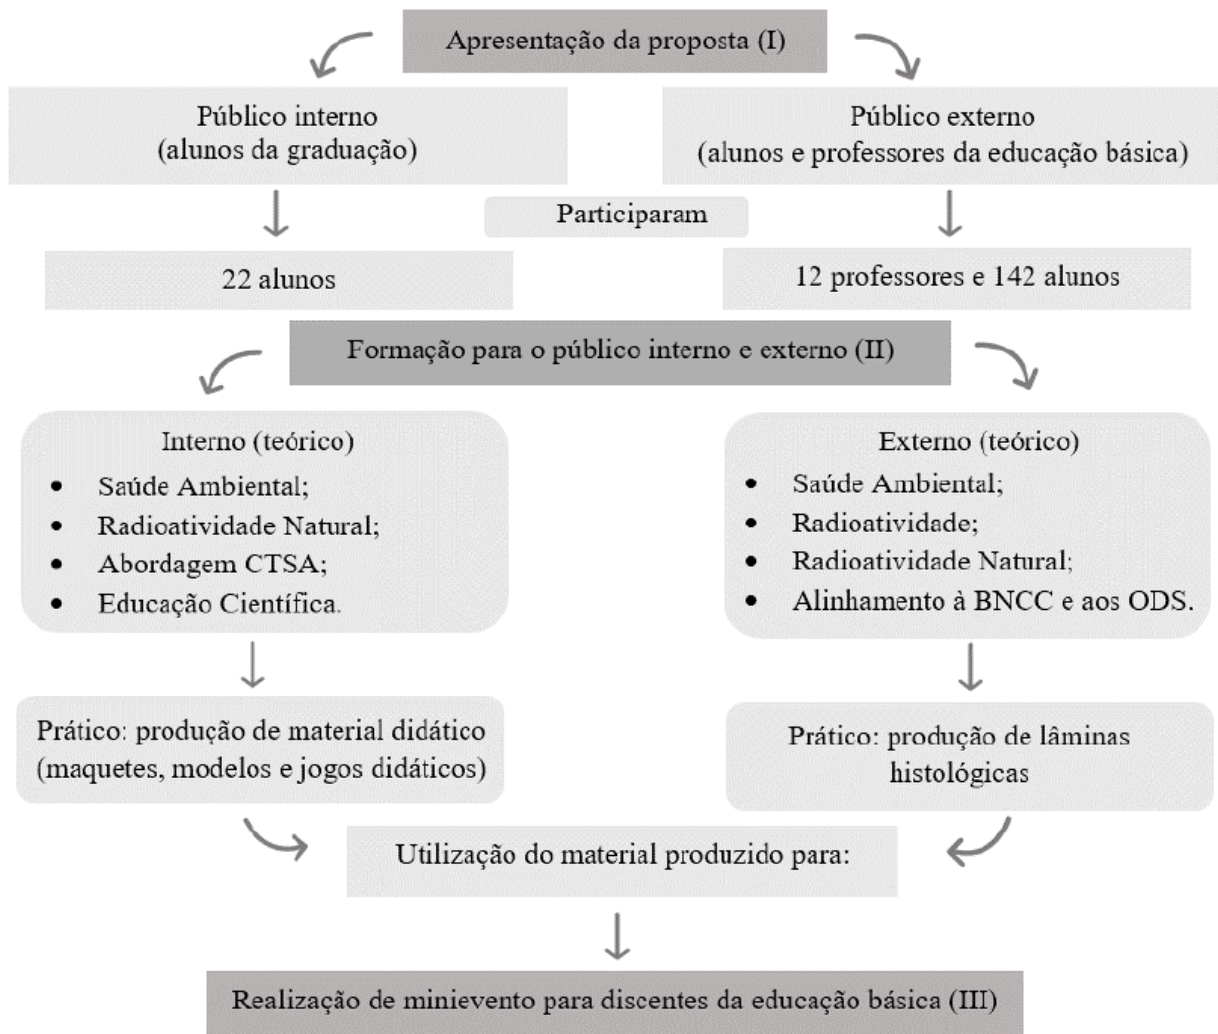 Apresentação da proposta (I)
Público interno
(alunos da graduação)
Público externo
(alunos e professores da educação básica)
Participaram
22 alunos
12 professores e 142 alunos
Formação para o público interno e externo (II)
Interno (teórico)
• Saúde Ambiental;
• Radioatividade Natural;
• Abordagem CTSA;
• Educação Científica.
Externo (teórico)
• Saúde Ambiental;
• Radioatividade;
• Radioatividade Natural;
• Alinhamento à BNCC e aos ODS.
Prático: produção de material didático
(maquetes, modelos e jogos didáticos)
Prático: produção de lâminas
histológicas
Utilização do material produzido para:
Realização de minievento para discentes da educação básica (III)